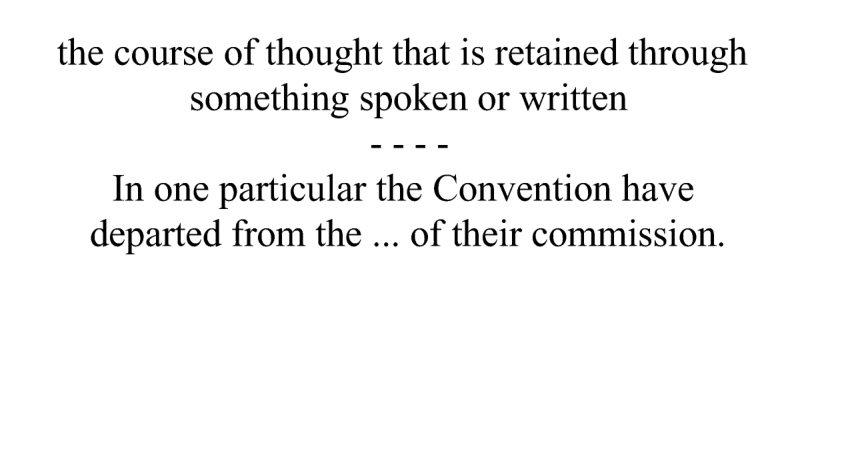 the course of thought that is retained through
something spoken or written
- - - -
In one particular the Convention have
departed from the ... of their commission.